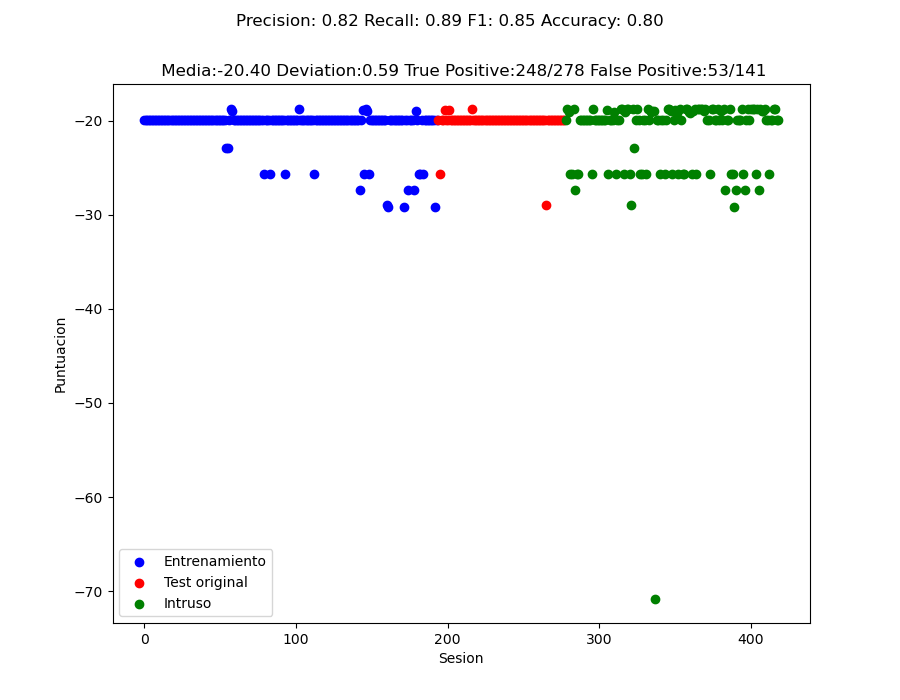 Precision: 0.82 Recall: 0.89 F1: 0.85 Accuracy: 0.80
Media:-20.40 Deviation:0.59 True Positive:248/278 False Positive:53/141
−20
−30
−40
−50
−60
−70
Puntuacion
Entrenamiento
Test original
Intruso
0 100 200 300 400
Sesion